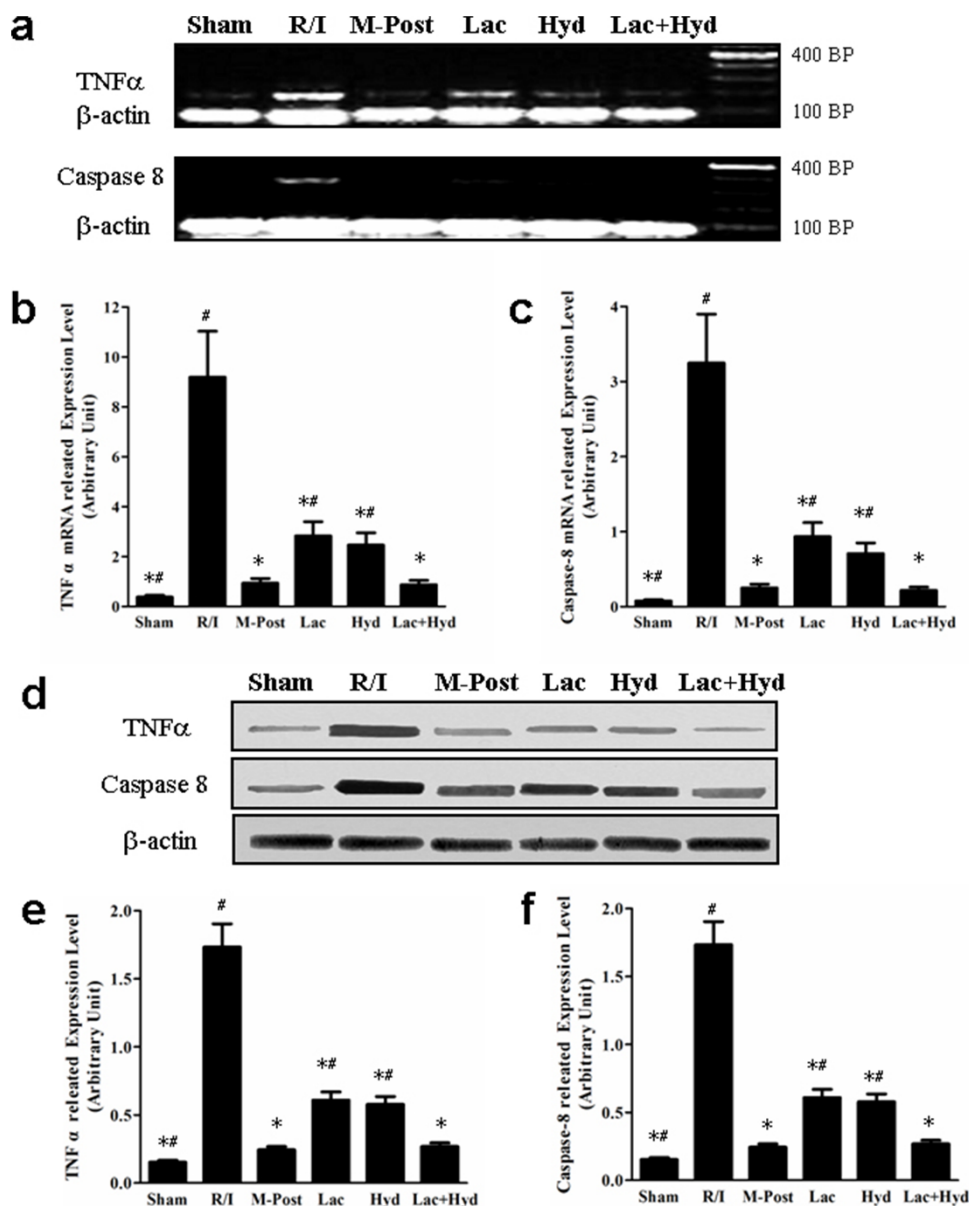 a
Sham R/I M-Post Lac Hyd Lac+Hyd
400 BP
TNFα
β-actin
100 BP
Caspase 8
400 BP
β-actin
100 BP
b
TNF α mRNA releated Expression Level
(Arbitrary Unit)
12
10
8
6
4
2
0
*#
#
*
*#
*#
*
Sham R/I M-Post Lac Hyd Lac+Hyd
c
Caspase-8 mRNA releated Expression Level
(Arbitrary Unit)
4
3
2
1
0
*#
#
*
*#
*#
*
Sham R/I M-Post Lac Hyd Lac+Hyd
d
Sham R/I M-Post Lac Hyd Lac+Hyd
TNFα
Caspase 8
β-actin
e
TNF α releated Expression Level
(Arbitrary Unit)
2.0
1.5
1.0
0.5
0.0
*#
#
*
*#
*#
*
Sham R/I M-Post Lac Hyd Lac+Hyd
f
Caspase-8 releated Expression Level
(Arbitrary Unit)
2.0
1.5
1.0
0.5
0.0
*#
#
*
*#
*#
*
Sham R/I M-Post Lac Hyd Lac+Hyd